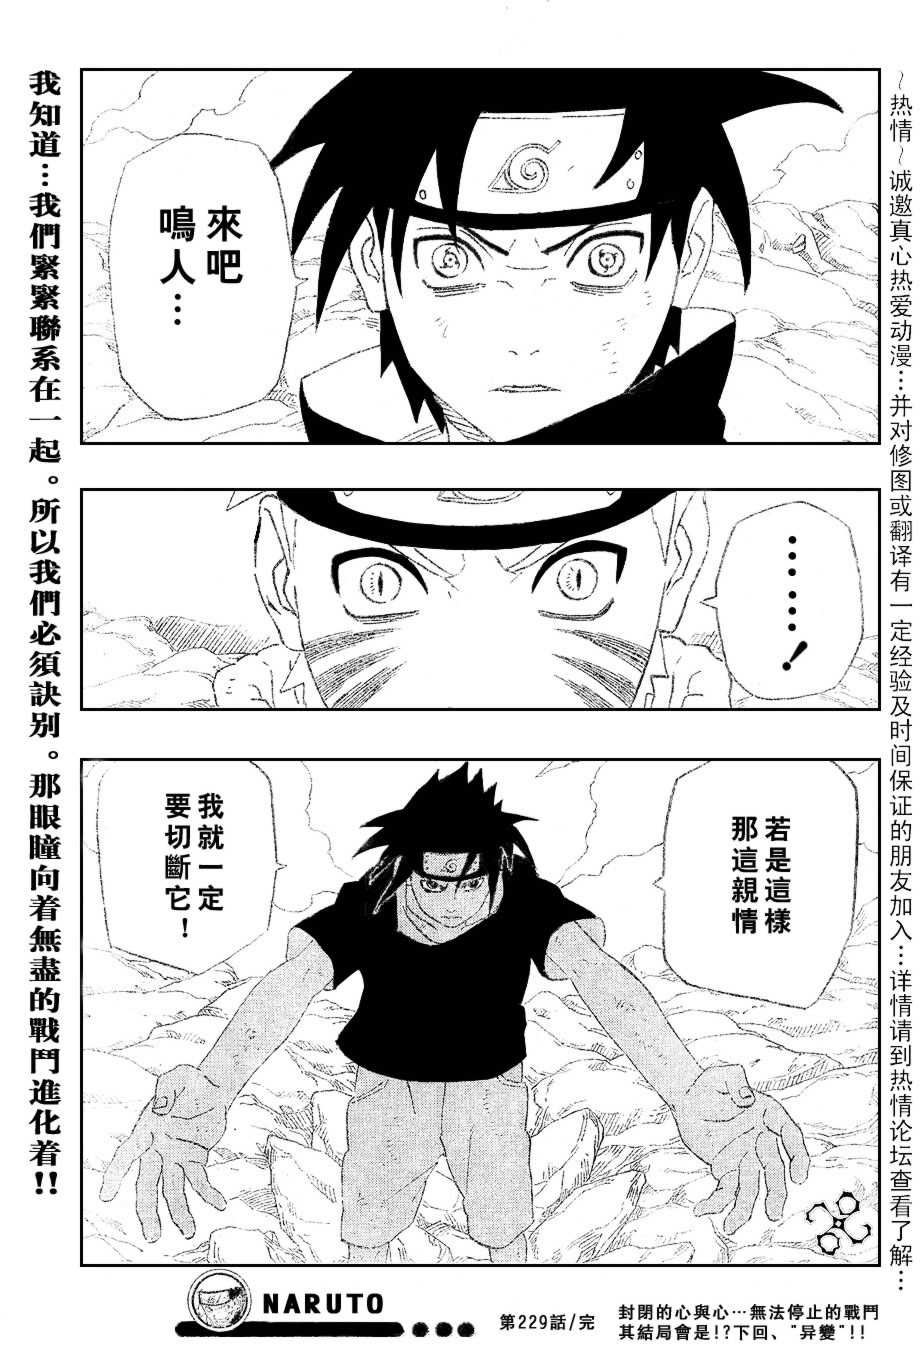 ～热情～诚邀真心热爱动漫…并对修图或翻译有一定经验及时间保证的朋友加入…详情请到热情论坛查看了解…
來吧
鳴人…
……！
若是這樣
那這親情
我就一定
要切斷它！
我知道…我們緊緊聯系在一起。所以我們必須訣别。那眼瞳向着無盡的戰鬥進化着!!
NARUTO
第229話/完
封閉的心與心…無法停止的戰鬥
其結局會是!?下回、"异變"!!